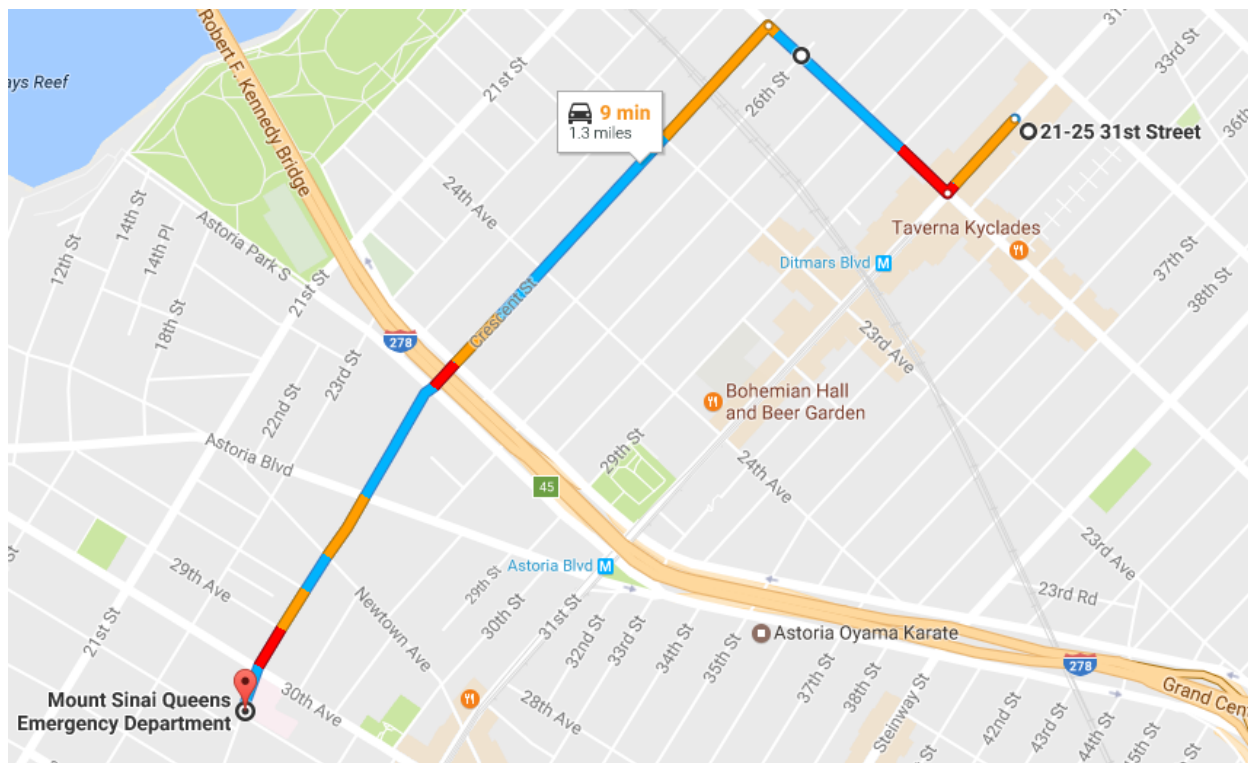 ays Reef
Robert F. Kennedy Bridge
21st St
26th St
33rd St
9 min
1.3 miles
21-25 31st Street
24th Ave
14th St
12th St
14th Pl
Astoria Park S
21st St
Taverna Kyclades
Ditmars Blvd M
37th St
38th St
18th St
Crescent St
278
23rd St
23rd Ave
22nd St
Bohemian Hall
and Beer Garden
Astoria Blvd
29th St
24th Ave
45
29th Ave
Astoria Blvd M
23rd Ave
23rd Rd
21st St
Newtown Ave
29th St
30th St
31st St
32nd St
33rd St
34th St
35th St
Astoria Oyama Karate
37th St
38th St
278
Grand Cen
Mount Sinai Queens
Emergency Department
30th Ave
28th Ave
Steinway St
42nd St
43rd St
44th St